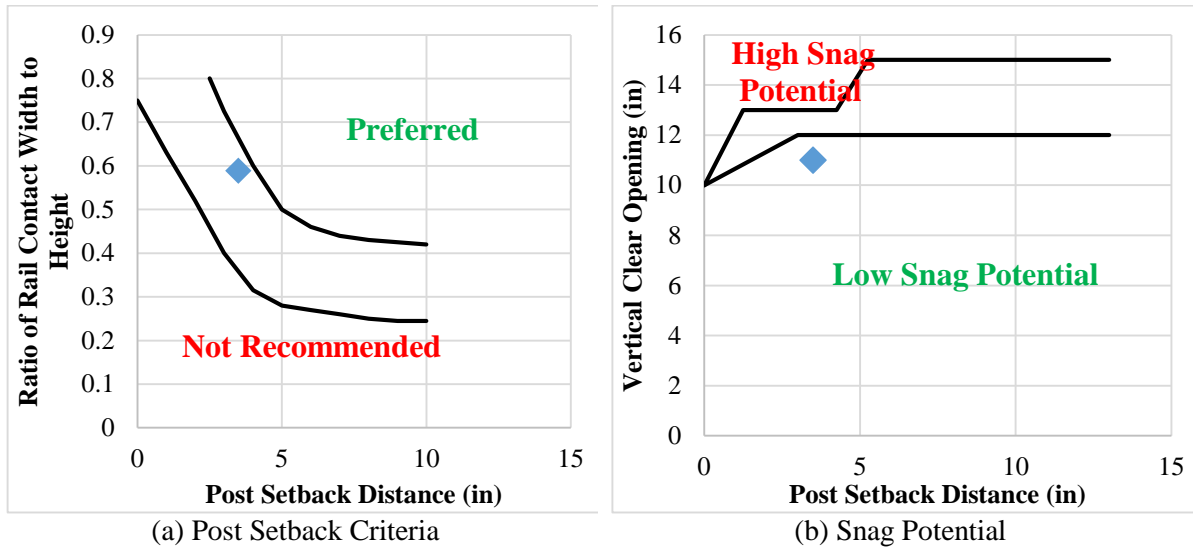 0.9
0.8
0.7
0.6
0.5
0.4
0.3
0.2
0.1
0
Ratio of Rail Contact Width to
Height
Preferred
Not Recommended
0 5 10 15
Post Setback Distance (in)
(a) Post Setback Criteria
16
14
12
10
8
6
4
2
0
Vertical Clear Opening (in)
High Snag
Potential
Low Snag Potential
0 5 10 15
Post Setback Distance (in)
(b) Snag Potential